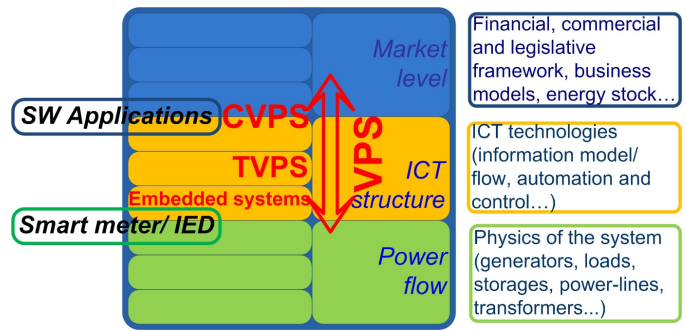 SW Applications
Smart meter/ IED
CVPS
TVPS
Embedded systems
VPS
Market
level
ICT
structure
Power
flow
Financial, commercial
and legislative
framework, business
models, energy stock…
ICT technologies
(information model/
flow, automation and
control…)
Physics of the system
(generators, loads,
storages, power-lines,
transformers...)